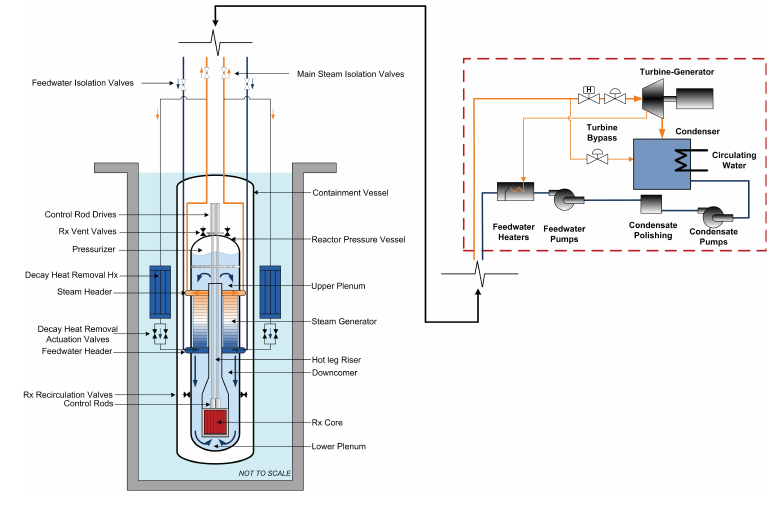 Feedwater Isolation Valves
Main Steam Isolation Valves
Containment Vessel
Control Rod Drives
Rx Vent Valves
Reactor Pressure Vessel
Pressurizer
Decay Heat Removal Hx
Upper Plenum
Steam Header
Steam Generator
Decay Heat Removal
Actuation Valves
Feedwater Header
Hot leg Riser
Downcomer
Rx Recirculation Valves
Control Rods
Rx Core
Lower Plenum
NOT TO SCALE
Turbine-Generator
H
Turbine
Bypass
Condenser
Circulating
Water
Feedwater
Heaters
Feedwater
Pumps
Condensate
Polishing
Condensate
Pumps